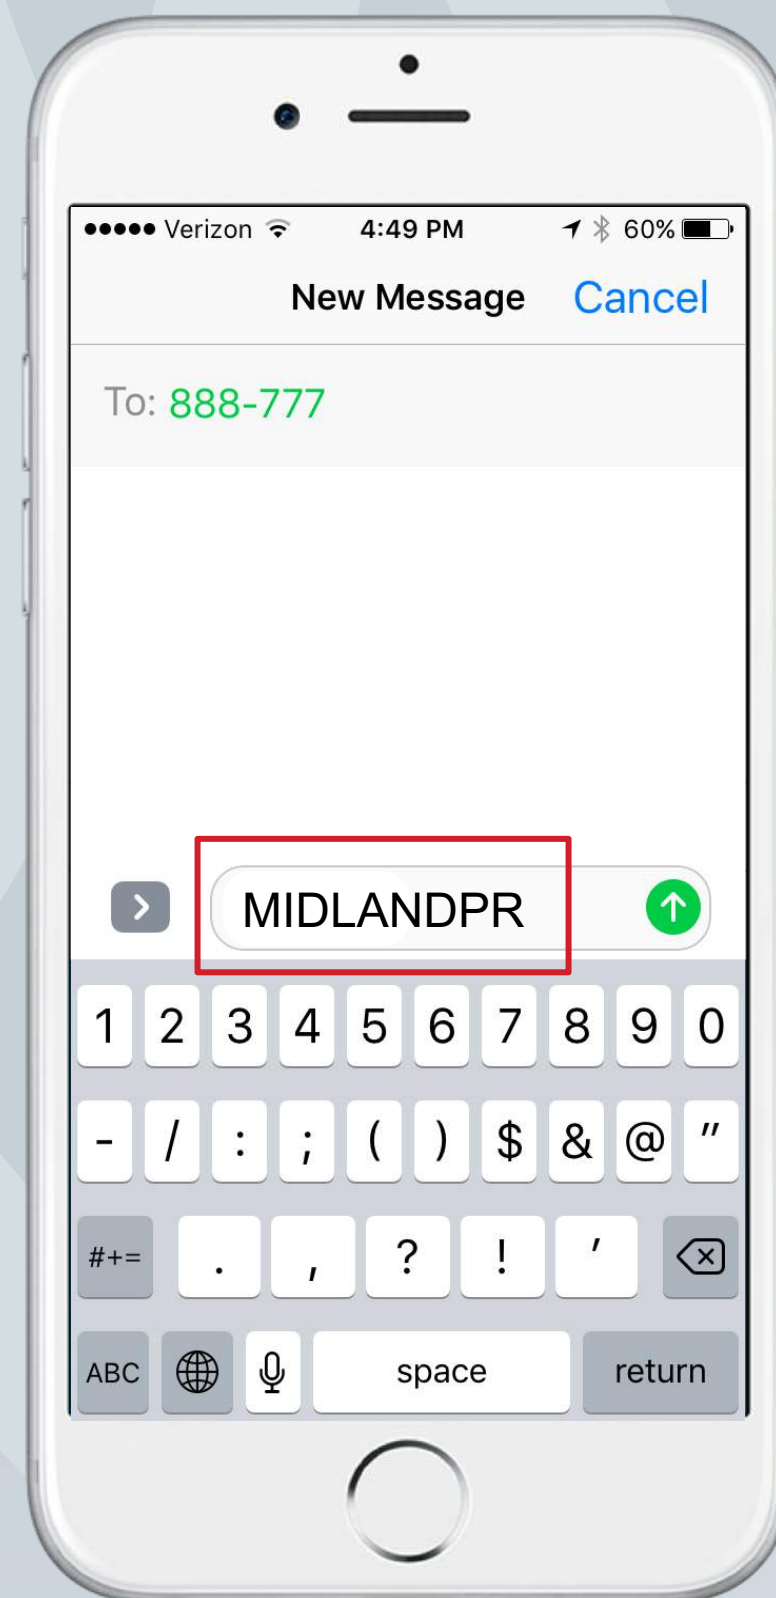 Verizon 4:49 PM 60%
New Message Cancel
To: 888-777
MIDLANDPR
1 2 3 4 5 6 7 8 9 0
- / : ; ( ) $ & @ "
#+= . , ? ! '
ABC space return